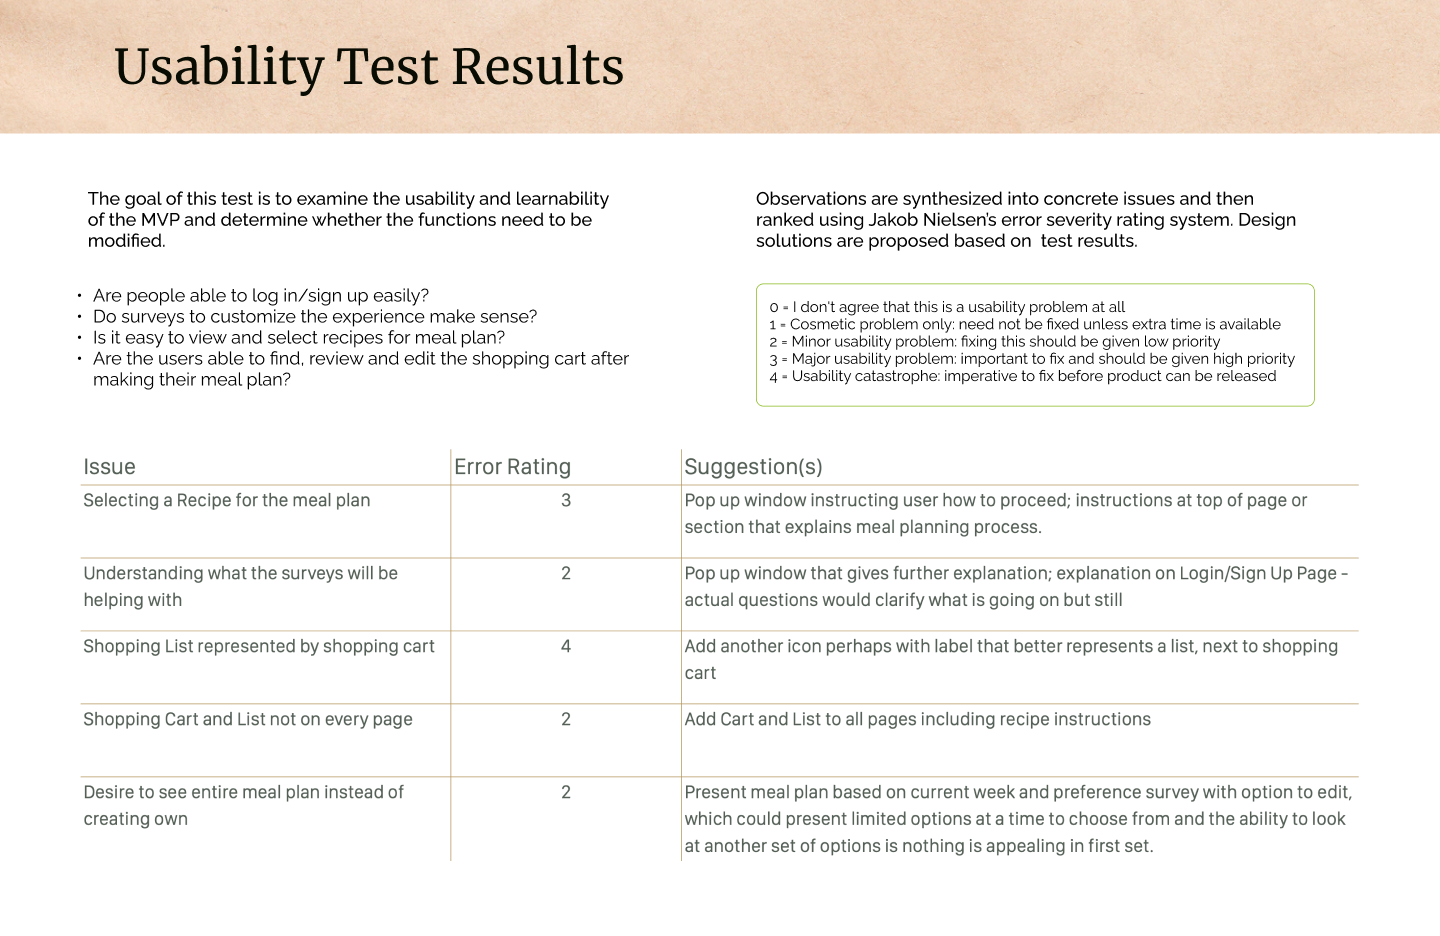 Usability Test Results
The goal of this test is to examine the usability and learnability
of the MVP and determine whether the functions need to be
modified.
• Are people able to log in/sign up easily?
• Do surveys to customize the experience make sense?
• Is it easy to view and select recipes for meal plan?
• Are the users able to find, review and edit the shopping cart after
making their meal plan?
Observations are synthesized into concrete issues and then
ranked using Jakob Nielsen's error severity rating system. Design
solutions are proposed based on  test results.
0 = I don't agree that this is a usability problem at all
1 = Cosmetic problem only: need not be fixed unless extra time is available
2 = Minor usability problem: fixing this should be given low priority
3 = Major usability problem: important to fix and should be given high priority
4 = Usability catastrophe: imperative to fix before product can be released
Issue
Error Rating
Suggestion(s)
Selecting a Recipe for the meal plan
3
Pop up window instructing user how to proceed; instructions at top of page or
section that explains meal planning process.
Understanding what the surveys will be
helping with
2
Pop up window that gives further explanation; explanation on Login/Sign Up Page -
actual questions would clarify what is going on but still
Shopping List represented by shopping cart
4
Add another icon perhaps with label that better represents a list, next to shopping
cart
Shopping Cart and List not on every page
2
Add Cart and List to all pages including recipe instructions
Desire to see entire meal plan instead of
creating own
2
Present meal plan based on current week and preference survey with option to edit,
which could present limited options at a time to choose from and the ability to look
at another set of options is nothing is appealing in first set.